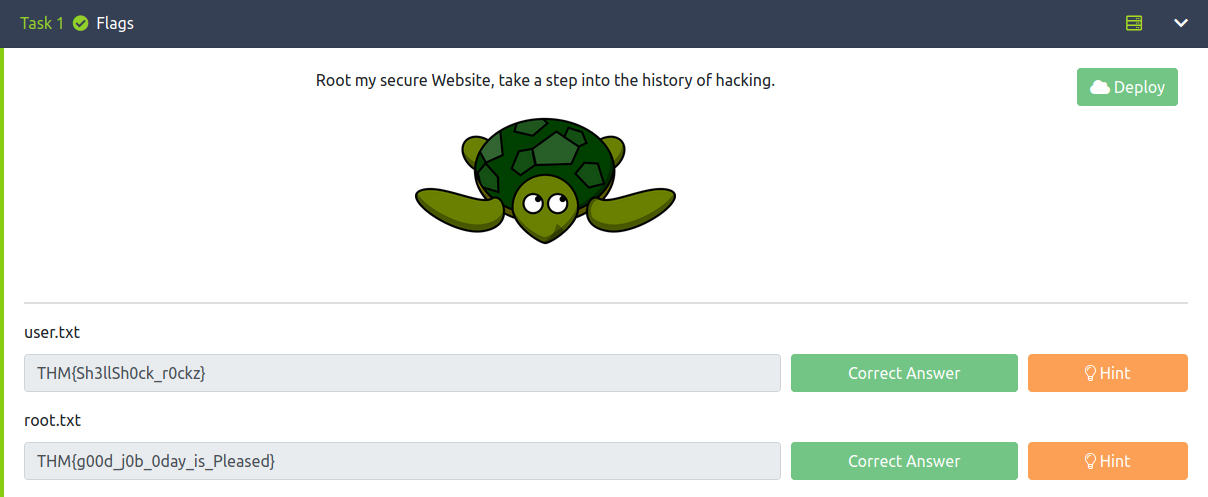 Task 1 Flags
Root my secure Website, take a step into the history of hacking.
Deploy
user.txt
THM{Sh3llSh0ck_r0ckz}
Correct Answer
Hint
root.txt
THM{g00d_j0b_0day_is_Pleased}
Correct Answer
Hint